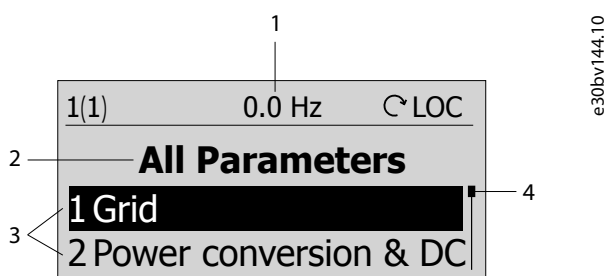 1
e30bv144.10
1(1) 0.0 Hz LOC
2
All Parameters
1 Grid
4
3
2 Power conversion & DC